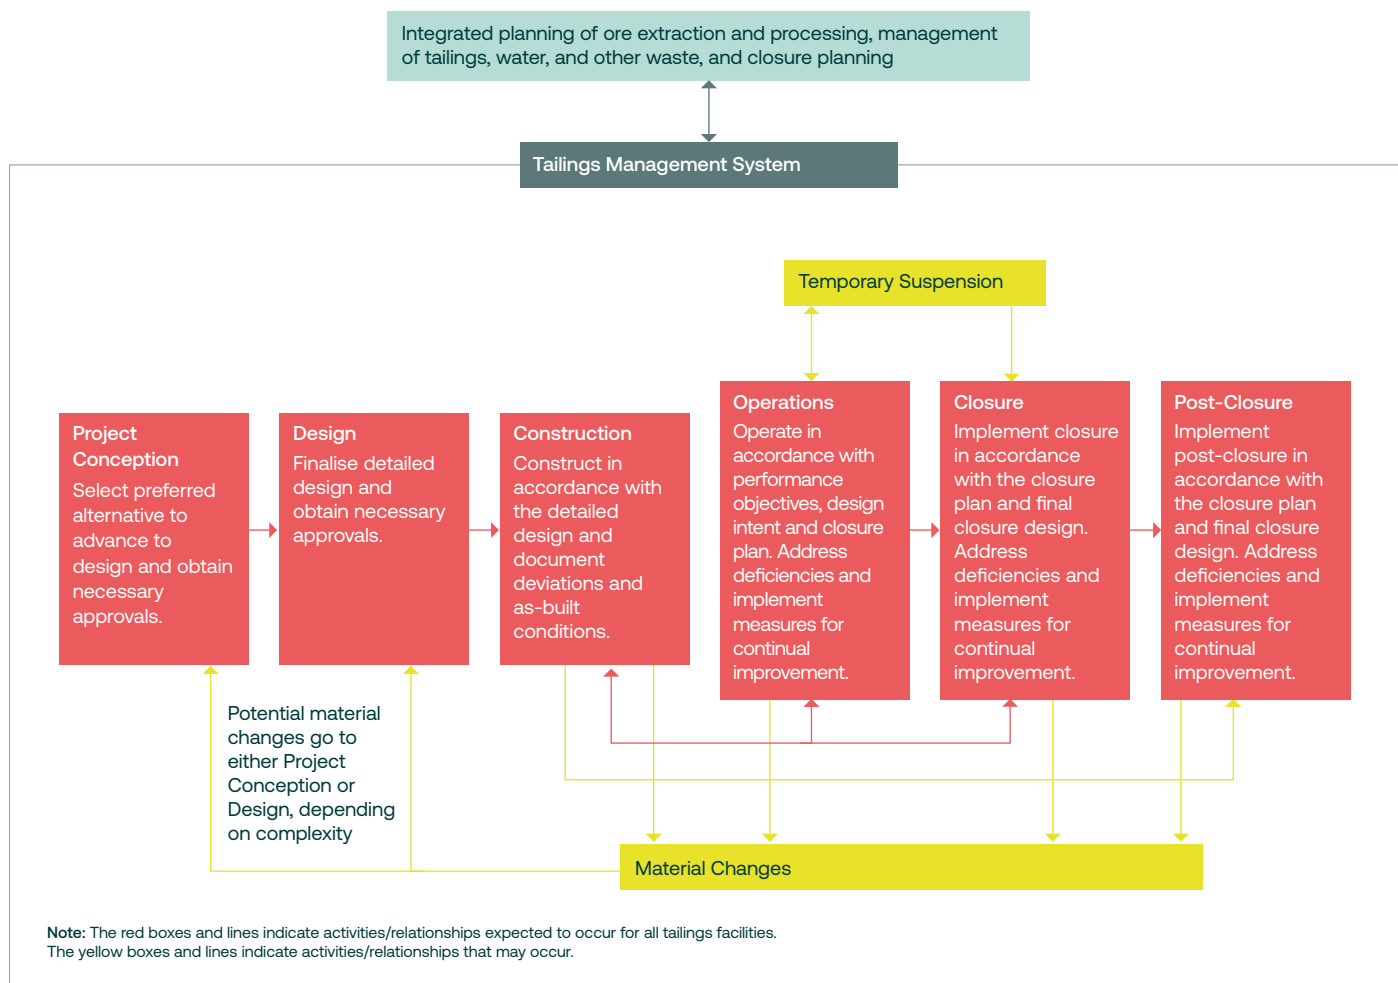 Integrated planning of ore extraction and processing, management
of tailings, water, and other waste, and closure planning
Tailings Management System
Temporary Suspension
Project
Conception
Select preferred
alternative to
advance to
design and obtain
necessary
approvals.
Design
Finalise detailed
design and
obtain necessary
approvals.
Construction
Construct in
accordance with
the detailed
design and
document
deviations and
as-built
conditions.
Operations
Operate in
accordance with
performance
objectives, design
intent and closure
plan. Address
deficiencies and
implement
measures for
continual
improvement.
Closure
Implement closure
in accordance
with the closure
plan and final
closure design.
Address
deficiencies and
implement
measures for
continual
improvement.
Post-Closure
Implement
post-closure in
accordance with
the closure plan
and final closure
design. Address
deficiencies and
implement
measures for
continual
improvement.
Potential material
changes go to
either Project
Conception or
Design, depending
on complexity
Material Changes
Note: The red boxes and lines indicate activities/relationships expected to occur for all tailings facilities.
The yellow boxes and lines indicate activities/relationships that may occur.